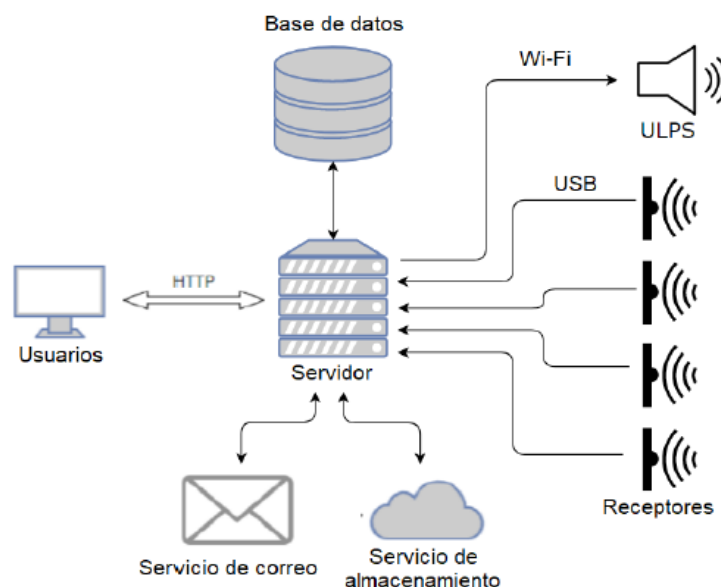 Base de datos
Wi-Fi
ULPS
USB
HTTP
Usuarios
Servidor
Receptores
Servicio de correo
Servicio de
almacenamiento